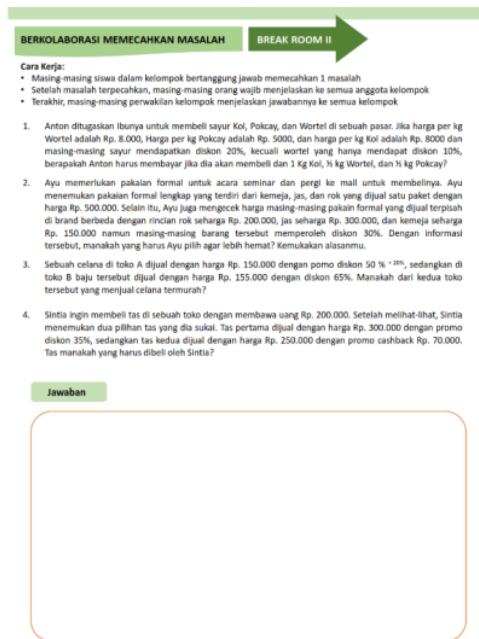 BERKOLABORASI MEMECAHKAN MASALAH
BREAK ROOM II
Cara Kerja:
• Masing-masing siswa dalam kelompok bertanggung jawab memecahkan 1 masalah
• Setelah masalah terpecahkan, masing-masing orang wajib menjelaskan ke semua anggota kelompok
• Terakhir, masing-masing perwakilan kelompok menjelaskan jawabannya ke semua kelompok
1. Anton ditugaskan Ibunya untuk membeli sayur Kol, Pokcay, dan Wortel di sebuah pasar. Jika harga per kg
Wortel adalah Rp. 8.000, Harga per kg Pokcay adalah Rp. 5000, dan harga per kg Kol adalah Rp. 8000 dan
masing-masing sayur mendapatkan diskon 20%, kecuali wortel yang hanya mendapat diskon 10%,
berapakah Anton harus membayar jika dia akan membeli dan 1 Kg Kol, ½ kg Wortel, dan ½ kg Pokcay?
2. Ayu memerlukan pakaian formal untuk acara seminar dan pergi ke mall untuk membelinya. Ayu
menemukan pakaian formal lengkap yang terdiri dari kemeja, jas, dan rok yang dijual satu paket dengan
harga Rp. 500.000. Selain itu, Ayu juga mengecek harga masing-masing pakain formal yang dijual terpisah
di brand berbeda dengan rincian rok seharga Rp. 200.000, jas seharga Rp. 300.000, dan kemeja seharga
Rp. 150.000 namun masing-masing barang tersebut memperoleh diskon 30%. Dengan informasi
tersebut, manakah yang harus Ayu pilih agar lebih hemat? Kemukakan alasanmu.
3. Sebuah celana di toko A dijual dengan harga Rp. 150.000 dengan pomo diskon 50 % + 20%, sedangkan di
toko B baju tersebut dijual dengan harga Rp. 155.000 dengan diskon 65%. Manakah dari kedua toko
tersebut yang menjual celana termurah?
4. Sintia ingin membeli tas di sebuah toko dengan membawa uang Rp. 200.000. Setelah melihat-lihat, Sintia
menemukan dua pilihan tas yang dia sukai. Tas pertama dijual dengan harga Rp. 300.000 dengan promo
diskon 35%, sedangkan tas kedua dijual dengan harga Rp. 250.000 dengan promo cashback Rp. 70.000.
Tas manakah yang harus dibeli oleh Sintia?
Jawaban